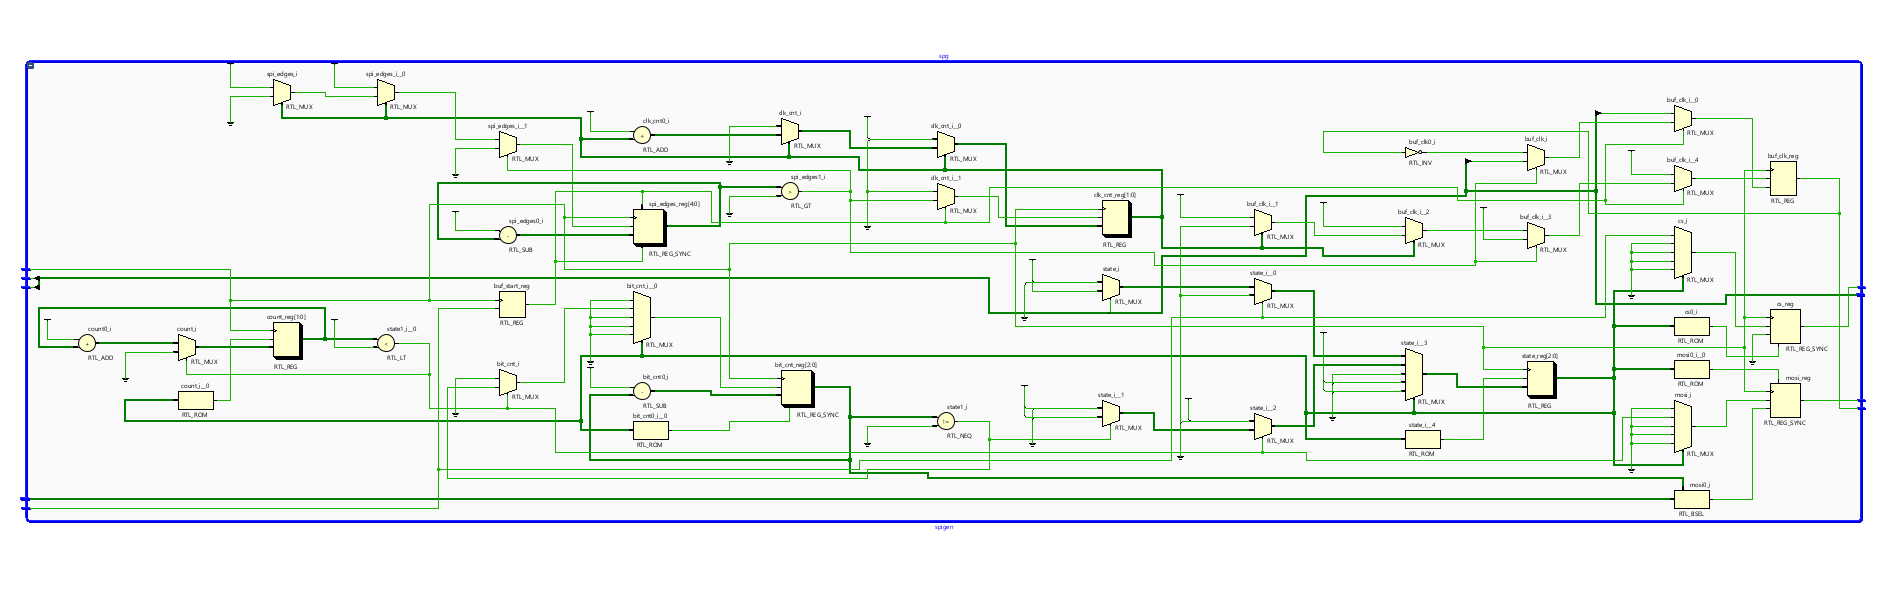 spg
spi_edges_i
RTL_MUX
spi_edges_i__0
RTL_MUX
spi_edges_i__1
RTL_MUX
clk_cnt0_i
+
RTL_ADD
clk_cnt_i
RTL_MUX
clk_cnt_i__0
RTL_MUX
buf_clk0_i
RTL_INV
buf_clk_i
RTL_MUX
buf_clk_i__0
RTL_MUX
buf_clk_i__4
RTL_MUX
buf_clk_reg
RTL_REG
spi_edges0_i
-
RTL_SUB
spi_edges_reg[4:0]
RTL_REG_SYNC
spi_edges1_i
>
RTL_GT
clk_cnt_i__1
RTL_MUX
clk_cnt_reg[1:0]
RTL_REG
buf_clk_i__1
RTL_MUX
buf_clk_i__2
RTL_MUX
buf_clk_i__3
RTL_MUX
cs_i
RTL_MUX
buf_start_reg
RTL_REG
bit_cnt_i__0
RTL_MUX
state_i
RTL_MUX
state_i__0
RTL_MUX
cs0_i
RTL_ROM
cs_reg
RTL_REG_SYNC
count0_i
+
RTL_ADD
count_i
RTL_MUX
count_reg[1:0]
RTL_REG
state1_i__0
<
RTL_LT
count_i__0
RTL_ROM
bit_cnt_i
RTL_MUX
bit_cnt0_i
-
RTL_SUB
bit_cnt0_i__0
RTL_ROM
bit_cnt_reg[2:0]
RTL_REG_SYNC
state1_i
!=
RTL_NEQ
state_i__1
RTL_MUX
state_i__2
RTL_MUX
state_i__3
RTL_MUX
state_i__4
RTL_ROM
state_reg[2:0]
RTL_REG
mosi0_i__0
RTL_ROM
mosi_i
RTL_MUX
mosi_reg
RTL_REG_SYNC
mosi0_i
RTL_BSEL
spigen